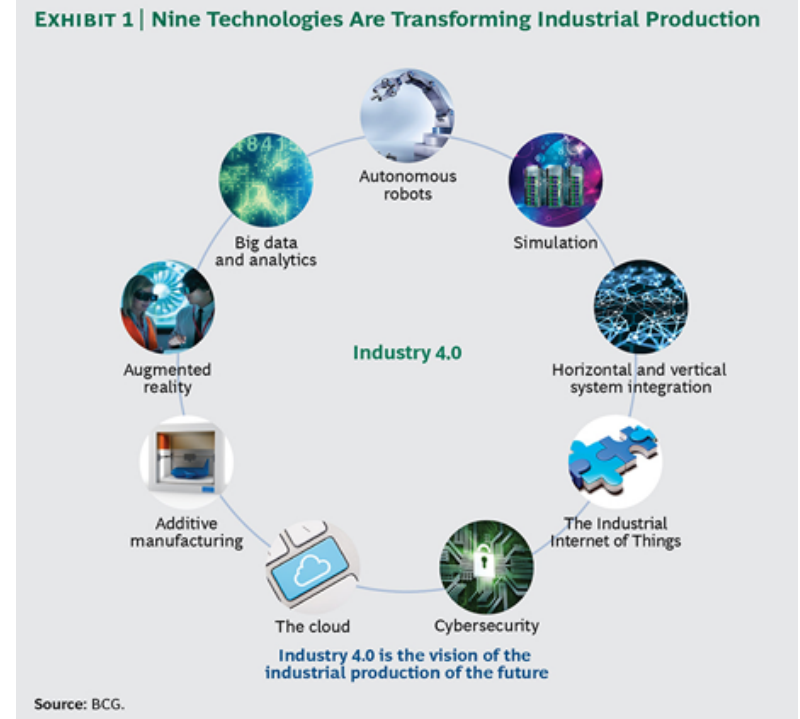 EXHIBIT 1 | Nine Technologies Are Transforming Industrial Production
Autonomous
robots
Simulation
Horizontal and vertical
system integration
The Industrial
Internet of Things
Cybersecurity
The cloud
Additive
manufacturing
Augmented
reality
Big data
and analytics
Industry 4.0
Industry 4.0 is the vision of the
industrial production of the future
Source: BCG.